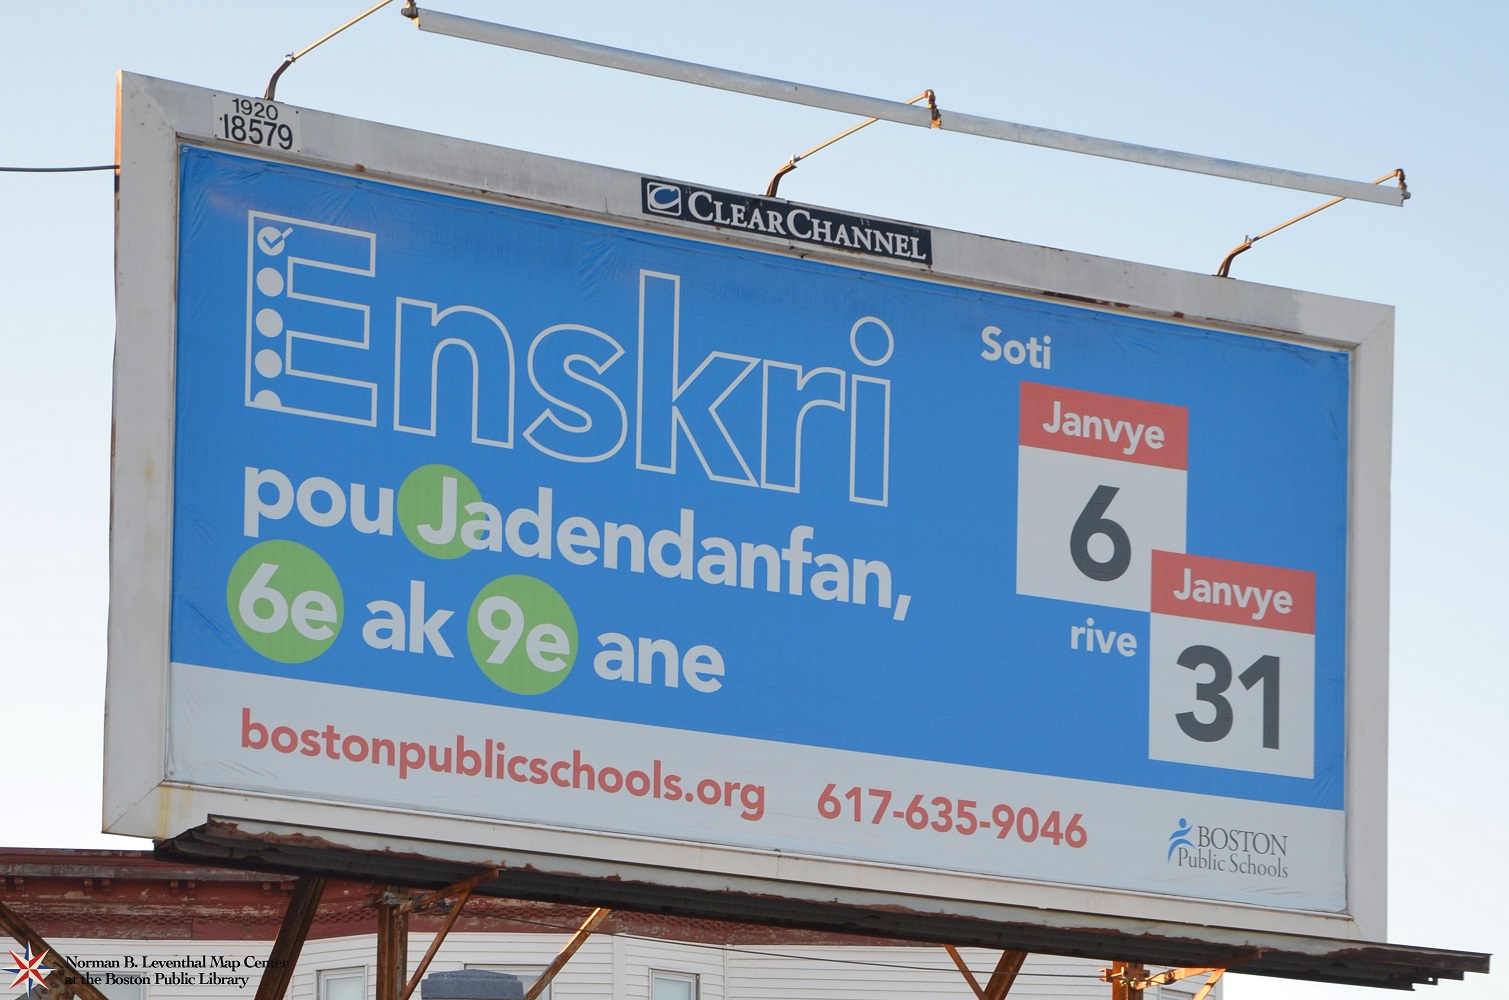 1920
18579
CLEARCHANNEL
Enskri
pou Jadendanfan,
6e ak 9e ane
Soti
Janvye
6
rive
Janvye
31
bostonpublicschools.org 617-635-9046
BOSTON
Public Schools
Norman B. Leventhal Map Center
at the Boston Public Library